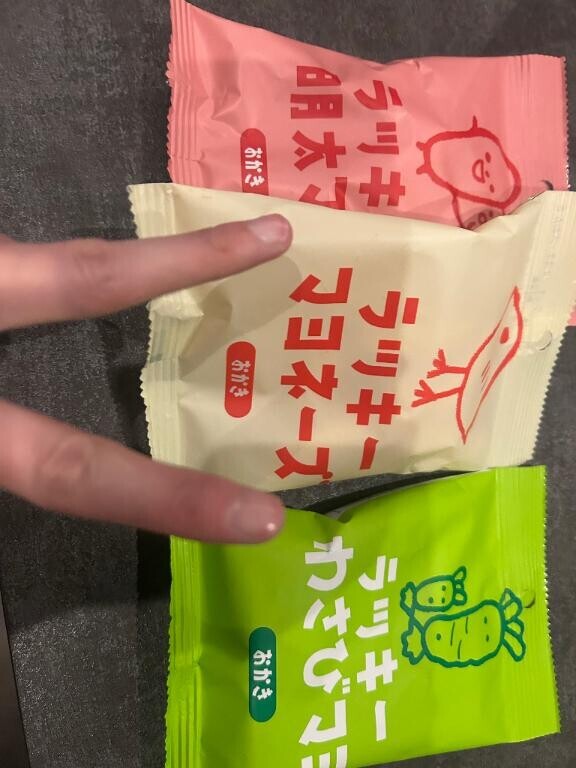 ラッキ
明太マ
おかき
ラッキー
マヨネーズ
おかき
ラッキー
わさびマヨ
おかき